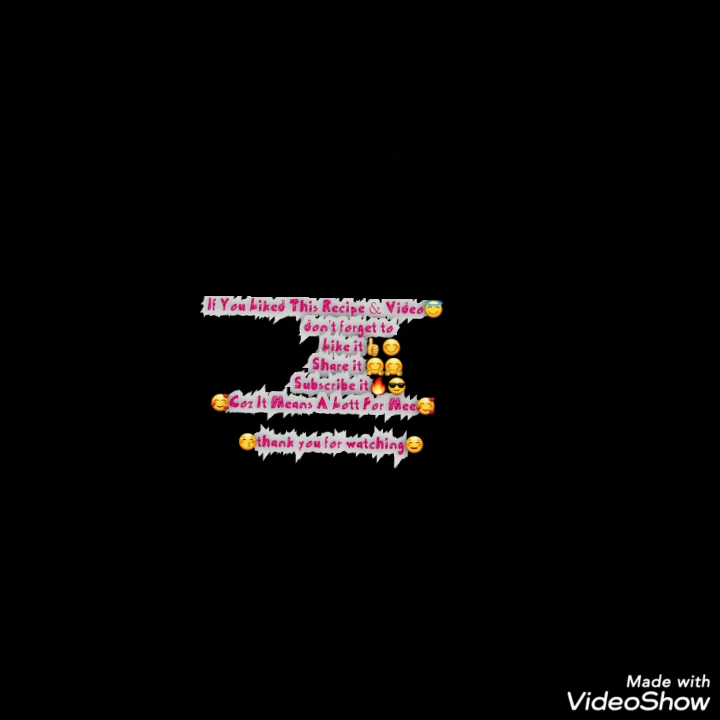 If You Liked This Recipe & Video😇
don't forget to
Like it👍😊
Share it🤗🤗
Subscribe it🔥😎
🥰Coz It Means A Lott For Mee🥰
😚thank you for watching☺️
Made with
VideoShow